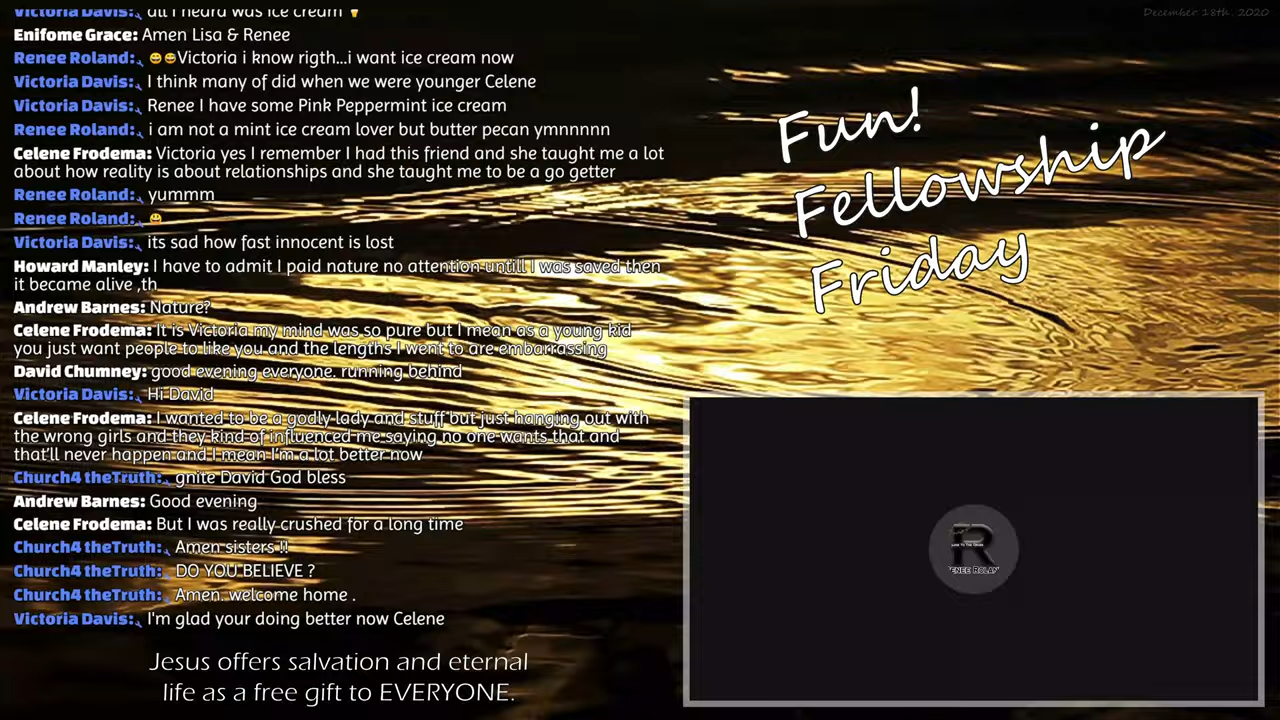 Victoria Davis: all I heard was ice cream
Enifome Grace: Amen Lisa & Renee
Renee Roland: 😄😅Victoria i know rigth...i want ice cream now
Victoria Davis: I think many of did when we were younger Celene
Victoria Davis: Renee I have some Pink Peppermint ice cream
Renee Roland: i am not a mint ice cream lover but butter pecan ymnnnnn
Celene Frodema: Victoria yes I remember I had this friend and she taught me a lot
about how reality is about relationships and she taught me to be a go getter
Renee Roland: yummm
Renee Roland: 😀
Victoria Davis: its sad how fast innocent is lost
Howard Manley: I have to admit I paid nature no attention untill I was saved then
it became alive ,th
Andrew Barnes: Nature?
Celene Frodema: It is Victoria my mind was so pure but I mean as a young kid
you just want people to like you and the lengths I went to are embarrassing
David Chumney: good evening everyone. running behind
Victoria Davis: Hi David
Celene Frodema: I wanted to be a godly lady and stuff but just hanging out with
the wrong girls and they kind of influenced me saying no one wants that and
that'll never happen and I mean I'm a lot better now
Church4 theTruth: gnite David God bless
Andrew Barnes: Good evening
Celene Frodema: But I was really crushed for a long time
Church4 theTruth: Amen sisters !!
Church4 theTruth: DO YOU BELIEVE ?
Church4 theTruth: Amen. welcome home .
Victoria Davis: I'm glad your doing better now Celene
Jesus offers salvation and eternal
life as a free gift to EVERYONE.
December 18th, 2020
Fun!
Fellowship
Friday
R
ENEE ROLAN